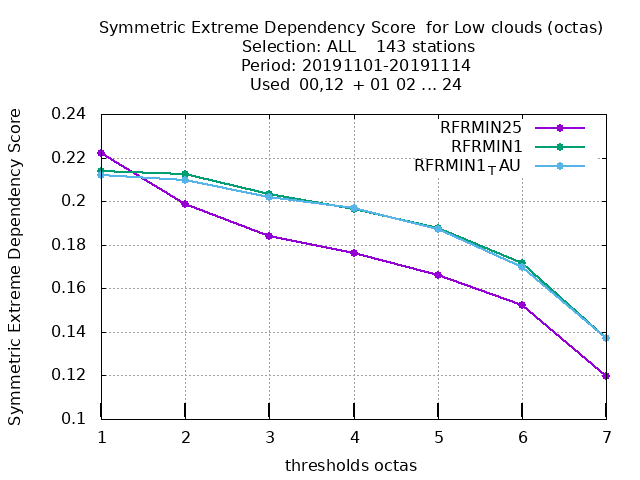 Symmetric Extreme Dependency Score  for Low clouds (octas)
Selection: ALL    143 stations
Period: 20191101-20191114
Used  00,12  + 01 02 ... 24
Symmetric Extreme Dependency Score
0.24
0.22
0.2
0.18
0.16
0.14
0.12
0.1
RFRMIN25
RFRMIN1
RFRMIN1TAU
1 2 3 4 5 6 7
thresholds octas